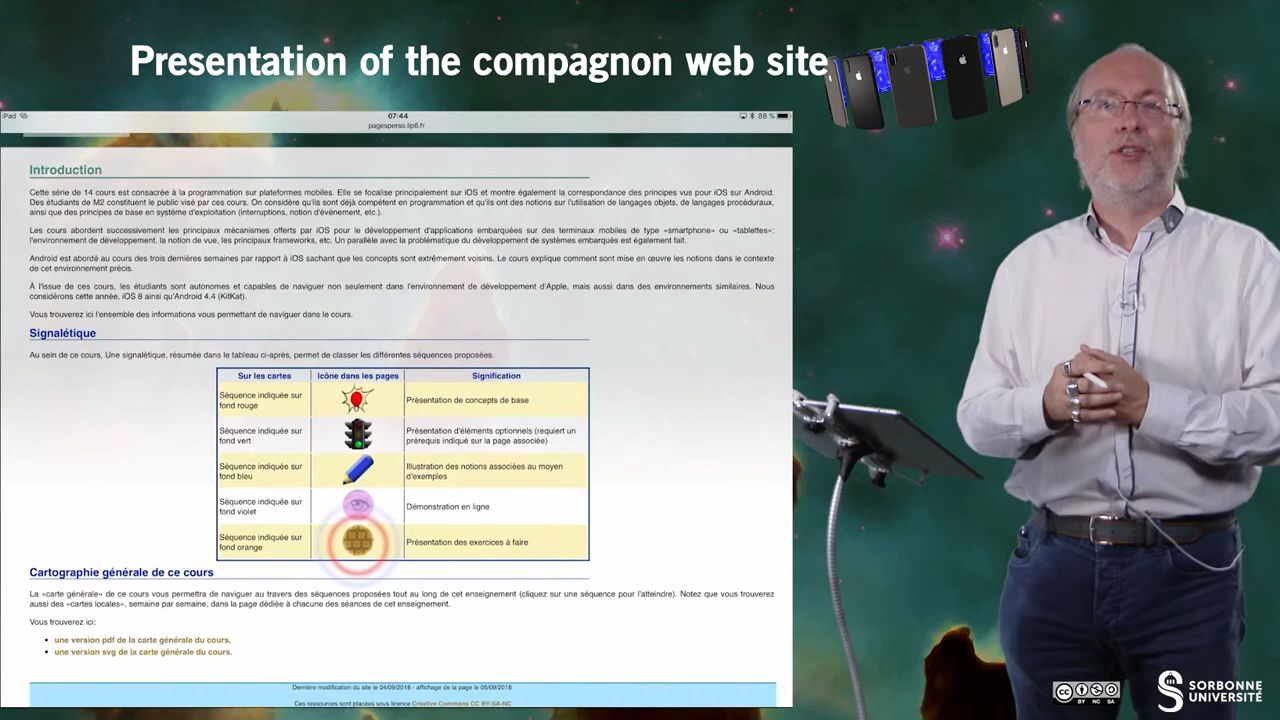 Presentation of the compagnon web site
iPad
07:44
88 %
pagesperso.lip6.fr
Introduction
Cette série de 14 cours est consacrée à la programmation sur plateformes mobiles. Elle se focalise principalement sur iOS et montre également la correspondance des principes vus pour iOS sur Android.
Des étudiants de M2 constituent le public visé par ces cours. On considère qu'ils sont déjà compétent en programmation et qu'ils ont des notions sur l'utilisation de langages objets, de langages procéduraux,
ainsi que des principes de base en système d'exploitation (interruptions, notion d'évènement, etc.).
Les cours abordent successivement les principaux mécanismes offerts par iOS pour le développement d'applications embarquées sur des terminaux mobiles de type «smartphone» ou «tablettes»:
l'environnement de développement, la notion de vue, les principaux frameworks, etc. Un parallèle avec la problématique du développement de systèmes embarqués est également fait.
Android est abordé au cours des trois dernières semaines par rapport à iOS sachant que les concepts sont extrêmement voisins. Le cours explique comment sont mise en œuvre les notions dans le contexte
de cet environnement précis.
À l'issue de ces cours, les étudiants sont autonomes et capables de naviguer non seulement dans l'environnement de développement d'Apple, mais aussi dans des environnements similaires. Nous
considérons cette année, iOS 8 ainsi qu'Android 4.4 (KitKat).
Vous trouverez ici l'ensemble des informations vous permettant de naviguer dans le cours.
Signalétique
Au sein de ce cours, Une signalétique, résumée dans le tableau ci-après, permet de classer les différentes séquences proposées.
Sur les cartes Icône dans les pages Signification
Séquence indiquée sur
fond rouge
Présentation de concepts de base
Séquence indiquée sur
fond vert
Présentation d'éléments optionnels (requiert un
prérequis indiqué sur la page associée)
Séquence indiquée sur
fond bleu
Illustration des notions associées au moyen
d'exemples
Séquence indiquée sur
fond violet
Démonstration en ligne
Séquence indiquée sur
fond orange
Présentation des exercices à faire
Cartographie générale de ce cours
La «carte générale» de ce cours vous permettra de naviguer au travers des séquences proposées tout au long de cet enseignement (cliquez sur une séquence pour l'atteindre). Notez que vous trouverez
aussi des «cartes locales», semaine par semaine, dans la page dédiée à chacune des séances de cet enseignement.
Vous trouverez ici:
une version pdf de la carte générale du cours,
une version svg de la carte générale du cours.
Dernière modification du site le 04/09/2018 - affichage de la page le 05/09/2018
Ces ressources sont placées sous licence Creative Commons CC BY-SA-NC
cc
BY NC SA
SORBONNE
UNIVERSITÉ